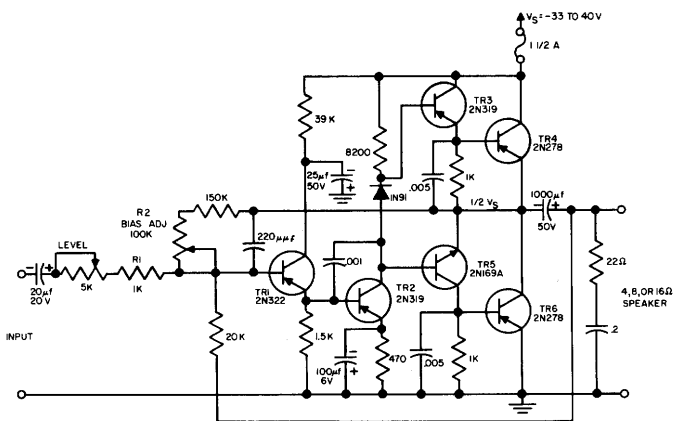 Vs = -33 TO 40V
1 1/2 A
TR3
2N319
TR4
2N278
39 K
8200
25µf
50V
.005
1K
1N91
1/2 Vs
1000µf
50V
150K
R2
BIAS ADJ
100K
220µµf
.001
LEVEL
R1
5K
1K
20µf
20V
TR1
2N322
TR2
2N319
TR5
2N169A
TR6
2N278
22Ω
4,8,OR 16Ω
SPEAKER
.2
INPUT
20K
1.5K
100µf
6V
470
.005
1K